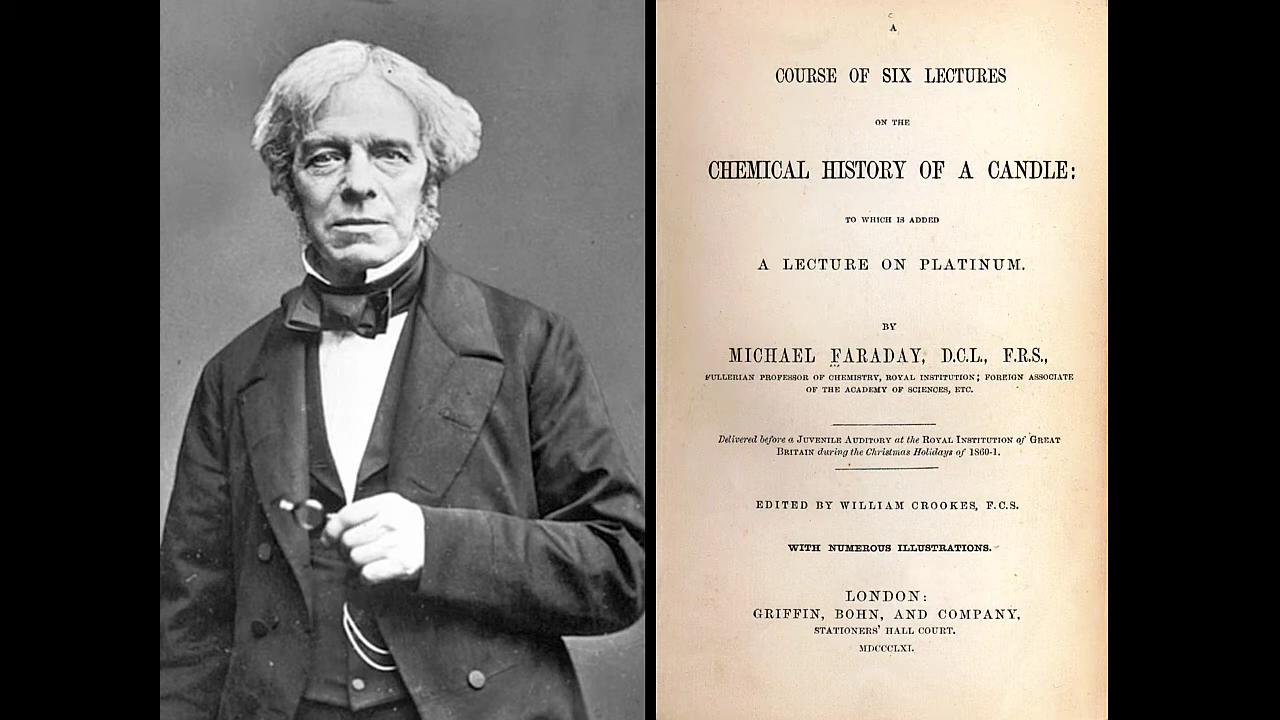 A
COURSE OF SIX LECTURES
ON THE
CHEMICAL HISTORY OF A CANDLE:
TO WHICH IS ADDED
A LECTURE ON PLATINUM.
BY
MICHAEL FARADAY, D.C.L., F.R.S.,
FULLERIAN PROFESSOR OF CHEMISTRY, ROYAL INSTITUTION; FOREIGN ASSOCIATE
OF THE ACADEMY OF SCIENCES, ETC.
Delivered before a JUVENILE AUDITORY at the ROYAL INSTITUTION of GREAT
BRITAIN during the Christmas Holidays of 1860-1.
EDITED BY WILLIAM CROOKES, F.C.S.
WITH NUMEROUS ILLUSTRATIONS.
LONDON:
GRIFFIN, BOHN, AND COMPANY,
STATIONERS' HALL COURT.
MDCCCLXI.